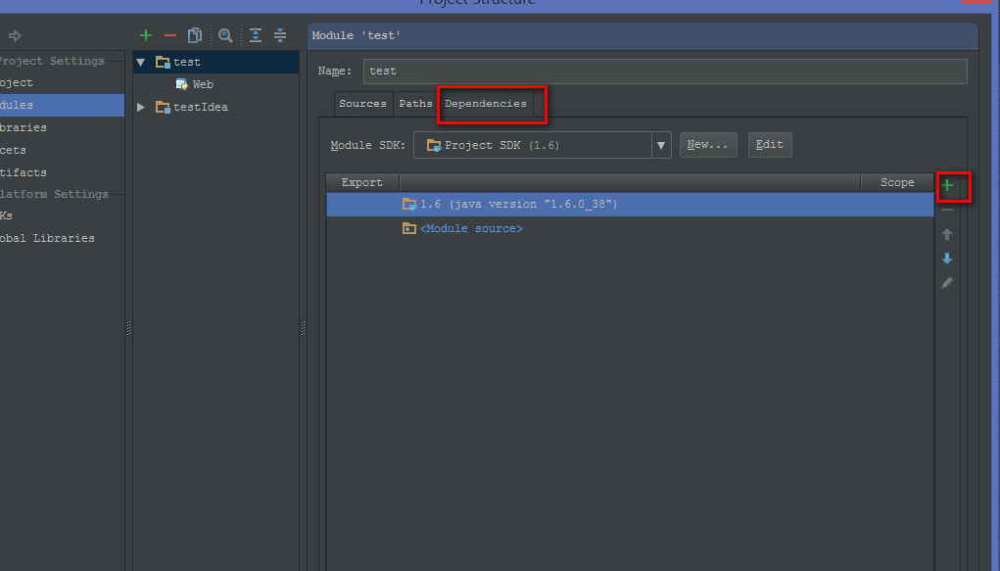 Project Structure
Module 'test'
Project Settings
oject
dules
braries
cets
tifacts
latform Settings
Ks
obal Libraries
test
Web
testIdea
Name: test
Sources Paths Dependencies
Module SDK: Project SDK (1.6) New... Edit
Export Scope
1.6 (java version "1.6.0_38")
<Module source>